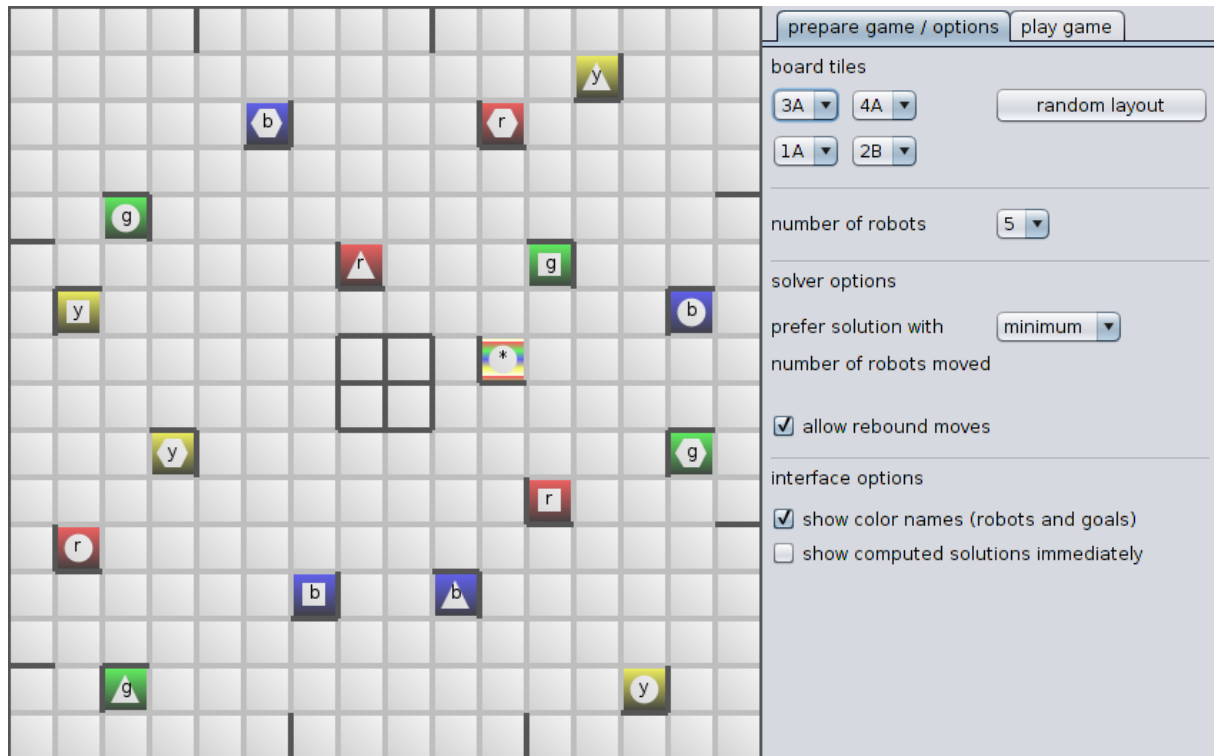 prepare game / options play game
board tiles
3A 4A random layout
1A 2B
number of robots 5
solver options
prefer solution with minimum
number of robots moved
allow rebound moves
interface options
show color names (robots and goals)
show computed solutions immediately
y
b r
g
r g
y b
*
y g
r
r
b b
g y